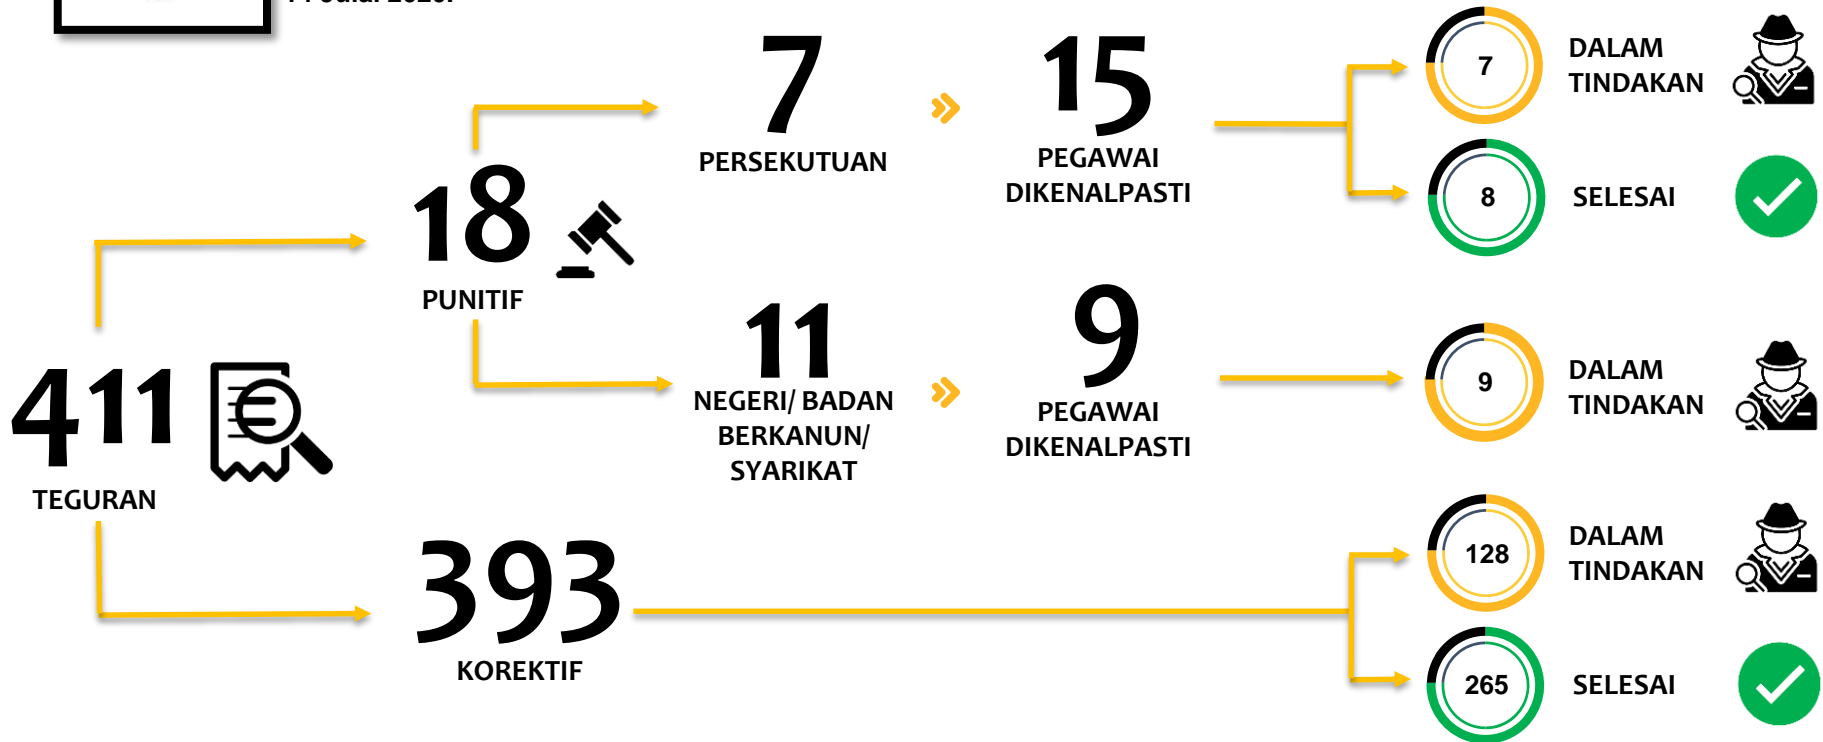 7
PERSEKUTUAN
15
PEGAWAI
DIKENALPASTI
7
DALAM
TINDAKAN
8
SELESAI
18
PUNITIF
11
NEGERI/ BADAN
BERKANUN/
SYARIKAT
9
PEGAWAI
DIKENALPASTI
9
DALAM
TINDAKAN
411
TEGURAN
393
KOREKTIF
128
DALAM
TINDAKAN
265
SELESAI